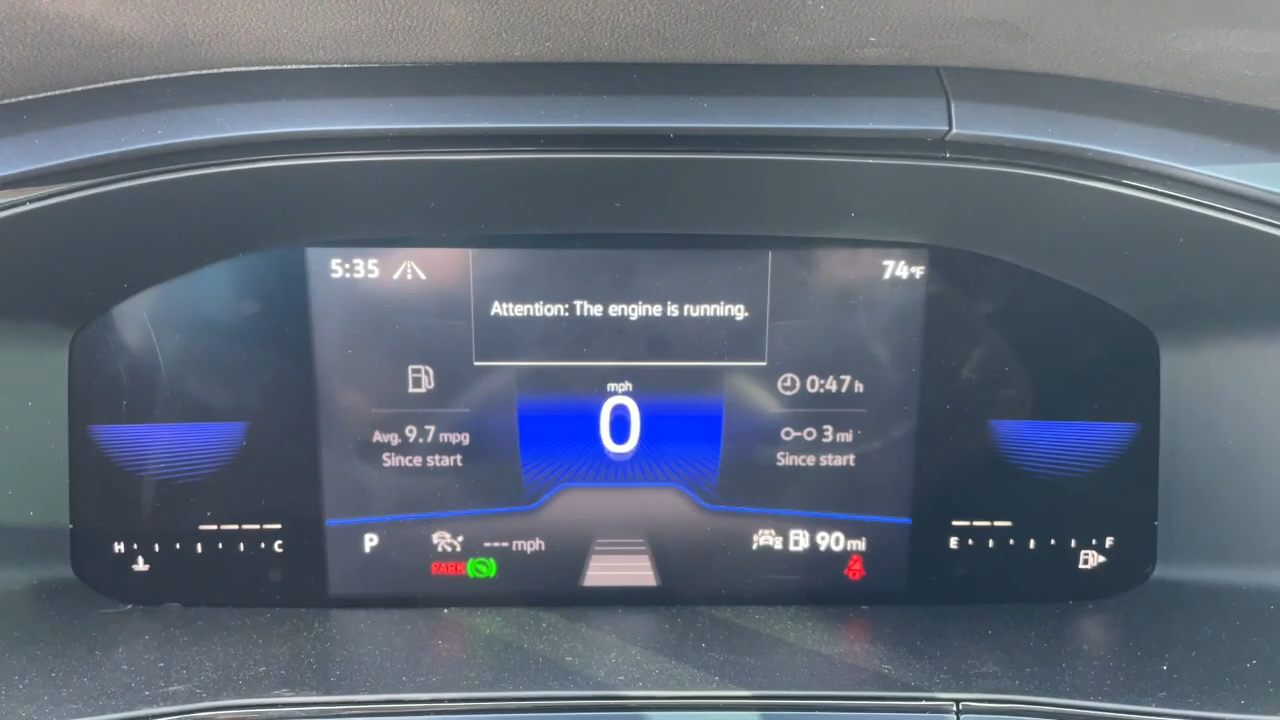 5:35
74°F
Attention: The engine is running.
mph
0
0:47 h
Avg. 9.7 mpg
Since start
3 mi
Since start
H C
E F
P
--- mph
90 mi
PARK